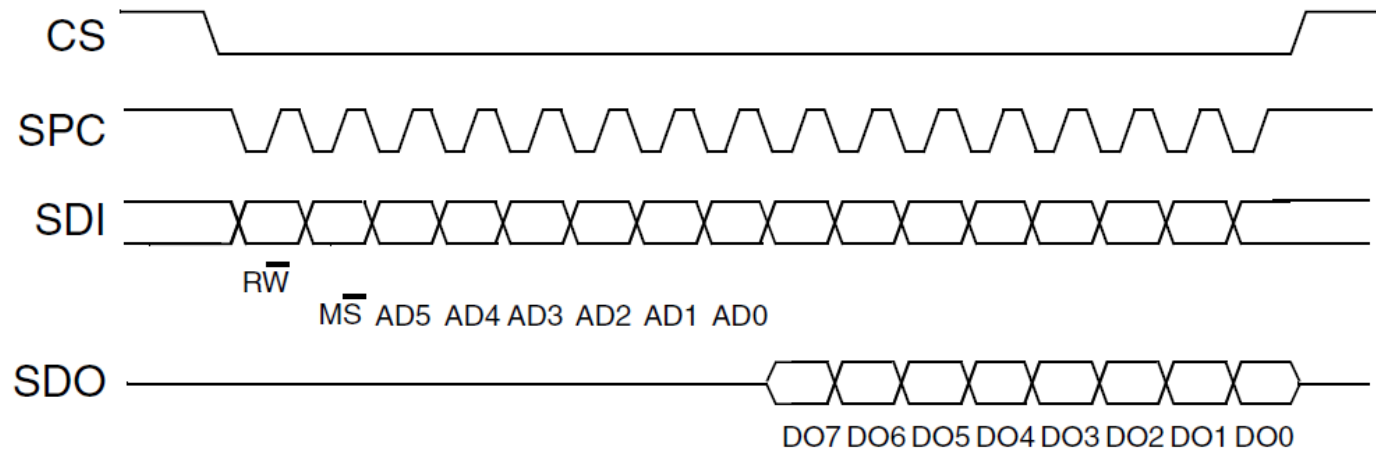 CS
SPC
SDI
RW̅
MS̅ AD5 AD4 AD3 AD2 AD1 AD0
SDO
DO7 DO6 DO5 DO4 DO3 DO2 DO1 DO0